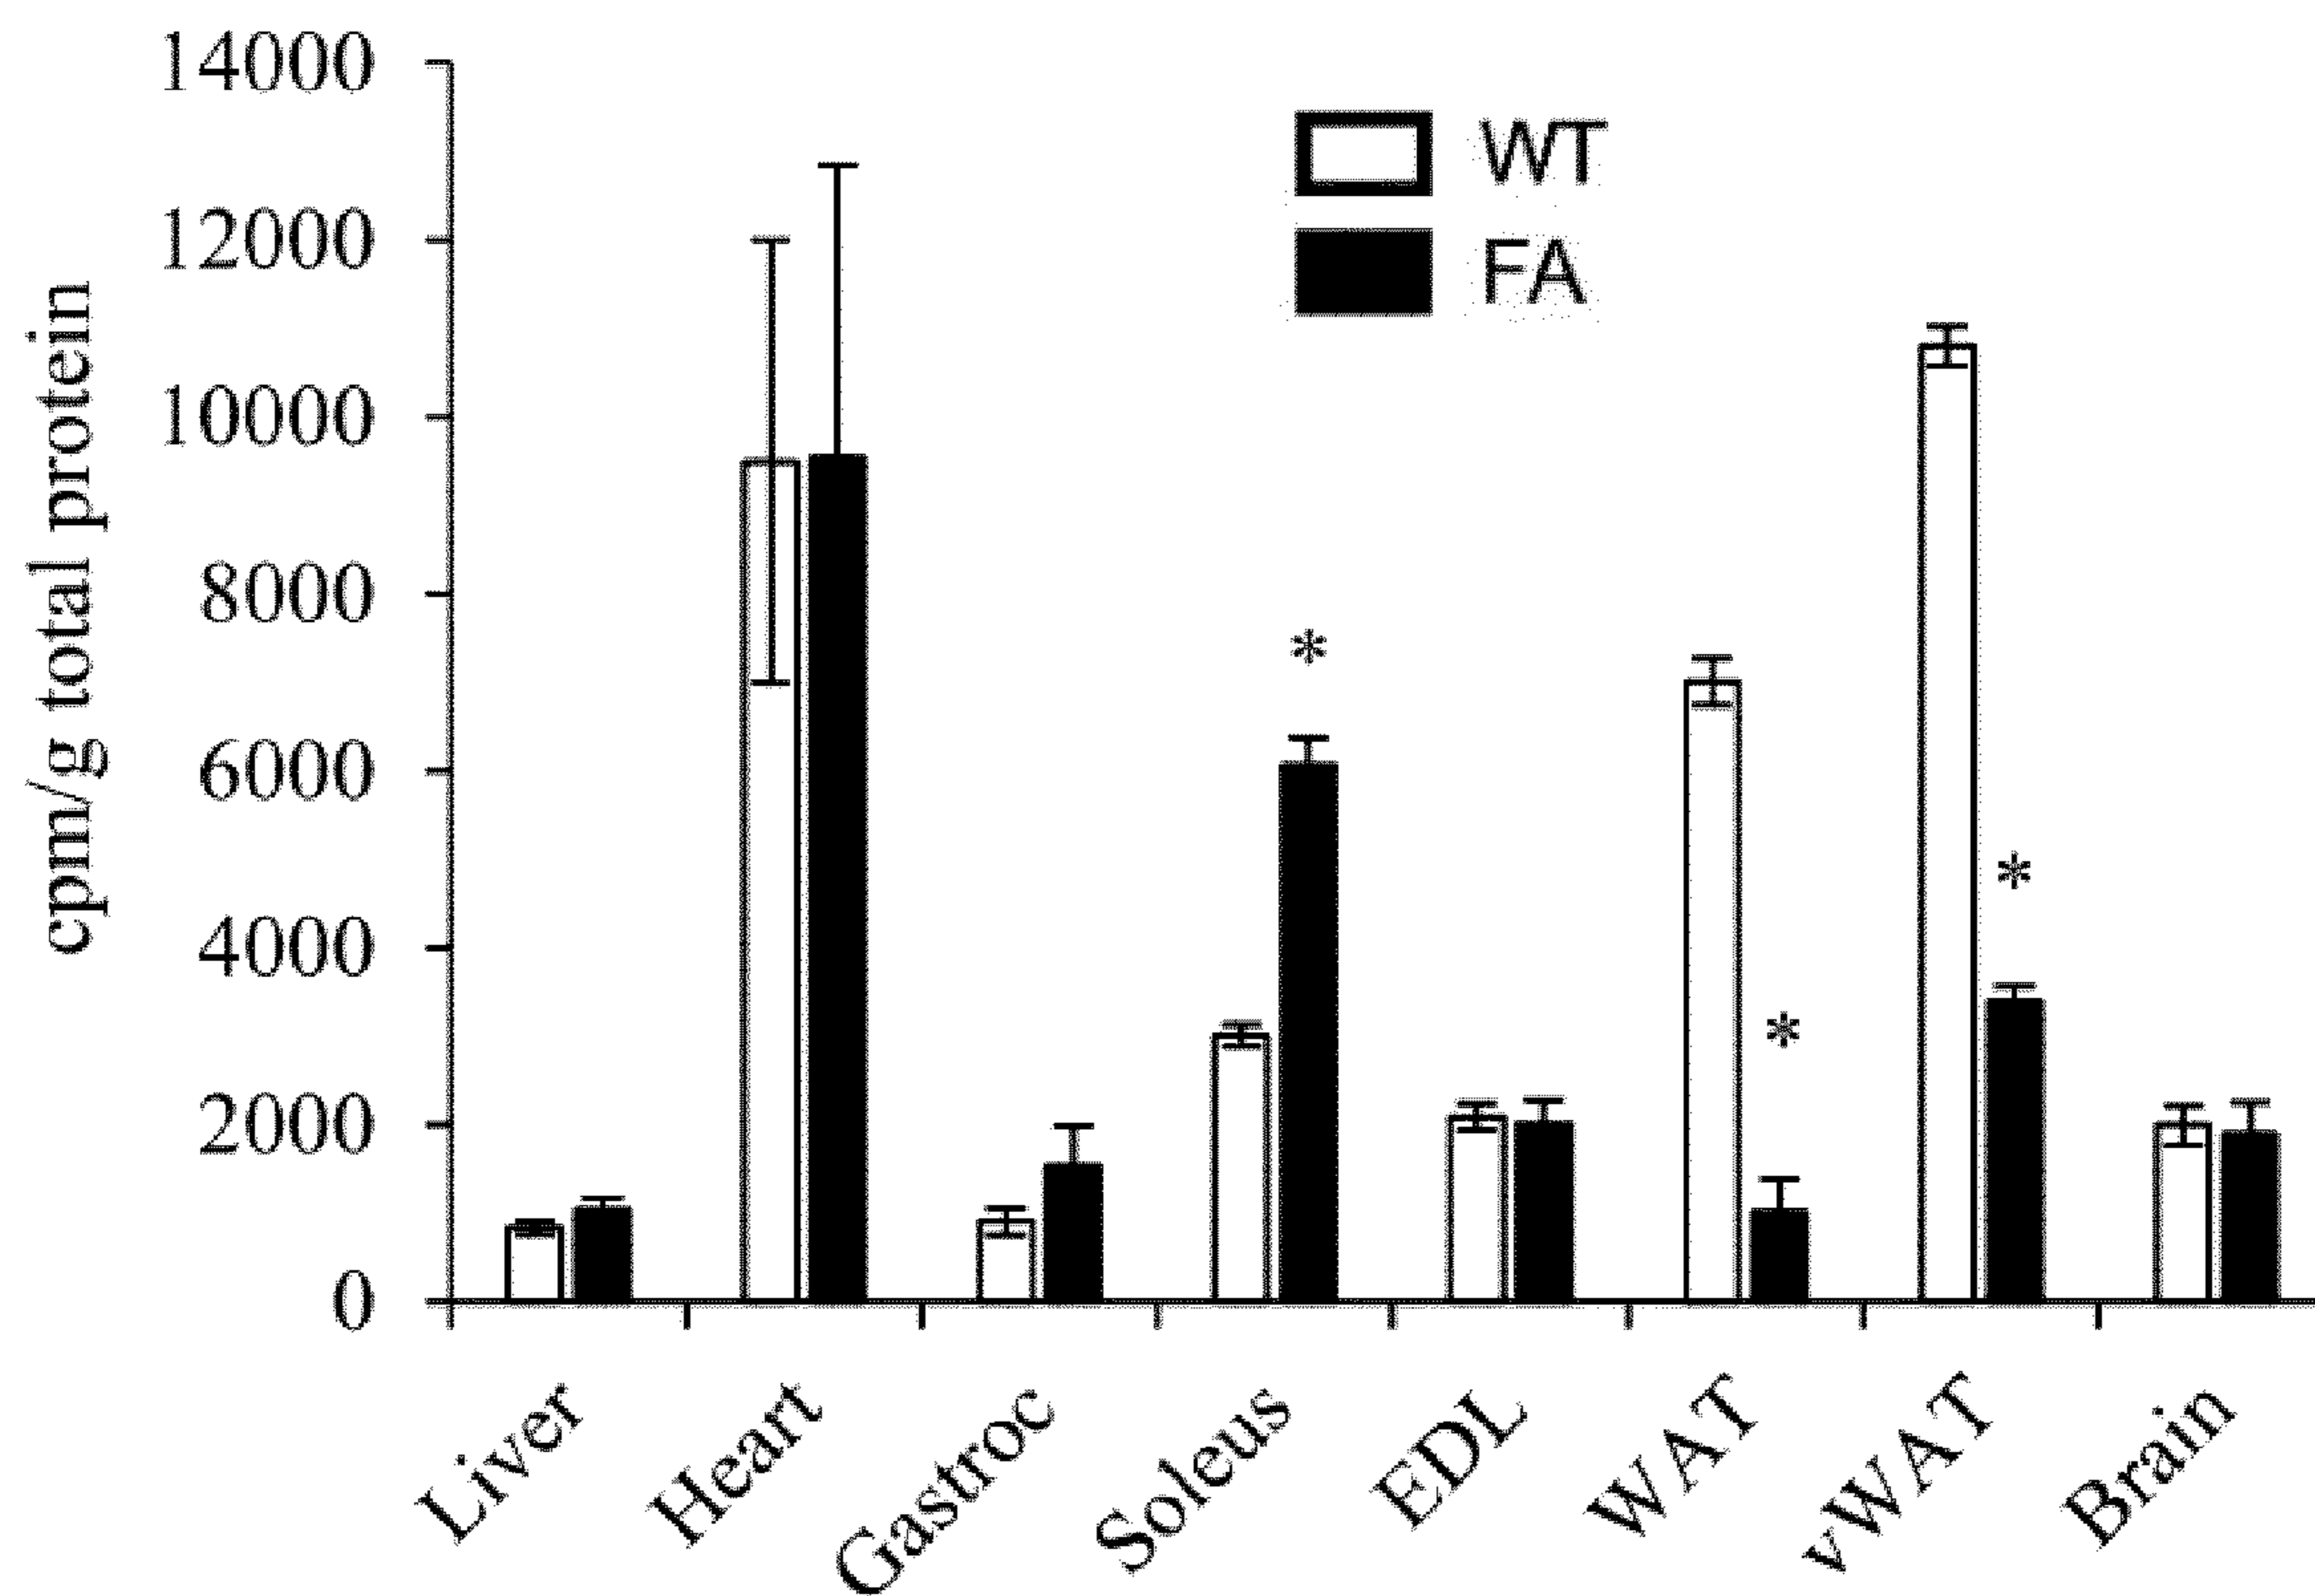 14000
12000
10000
8000
6000
4000
2000
0
cpm/g total protein
WT
FA
*
*
*
Liver
Heart
Gastroc
Soleus
EDL
WAT
vWAT
Brain